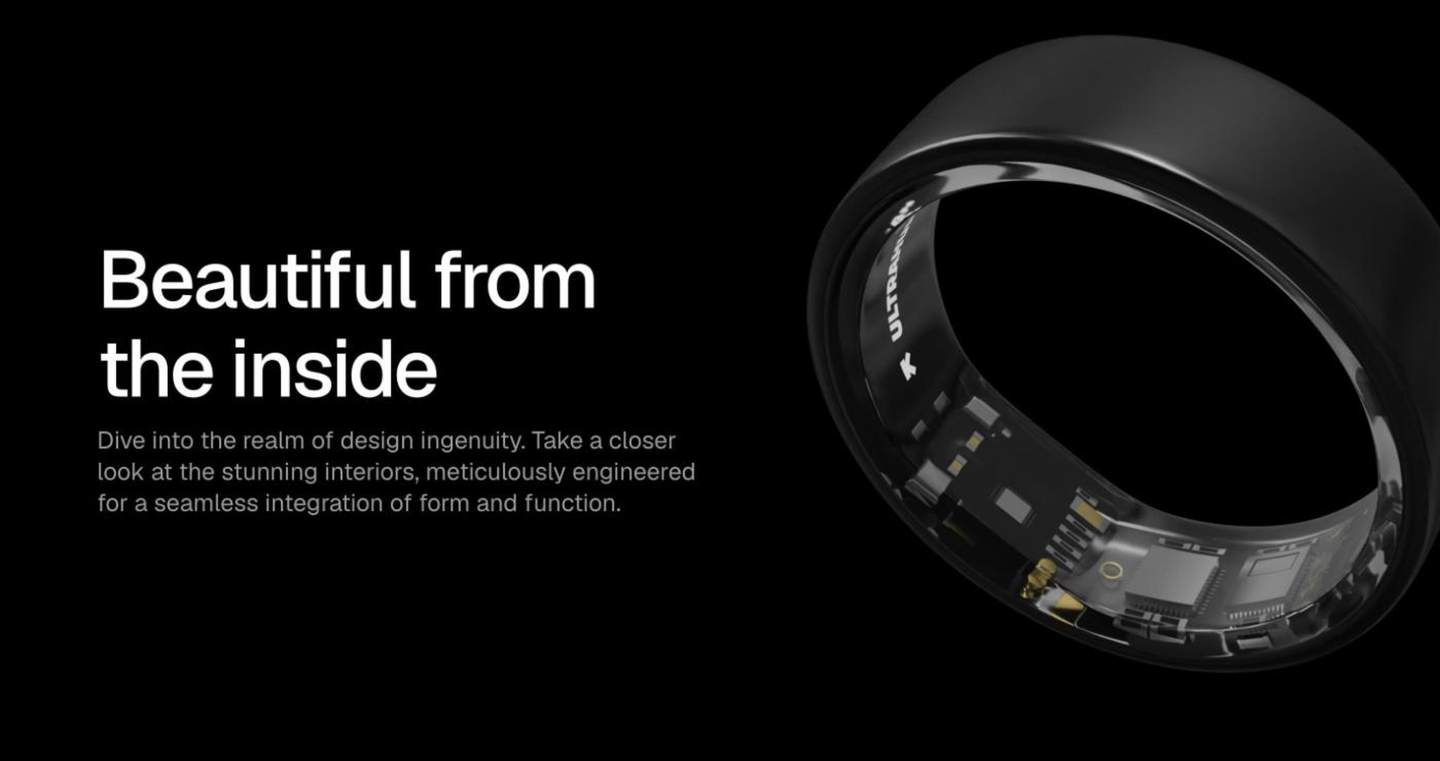 Beautiful from
the inside
Dive into the realm of design ingenuity. Take a closer
look at the stunning interiors, meticulously engineered
for a seamless integration of form and function.